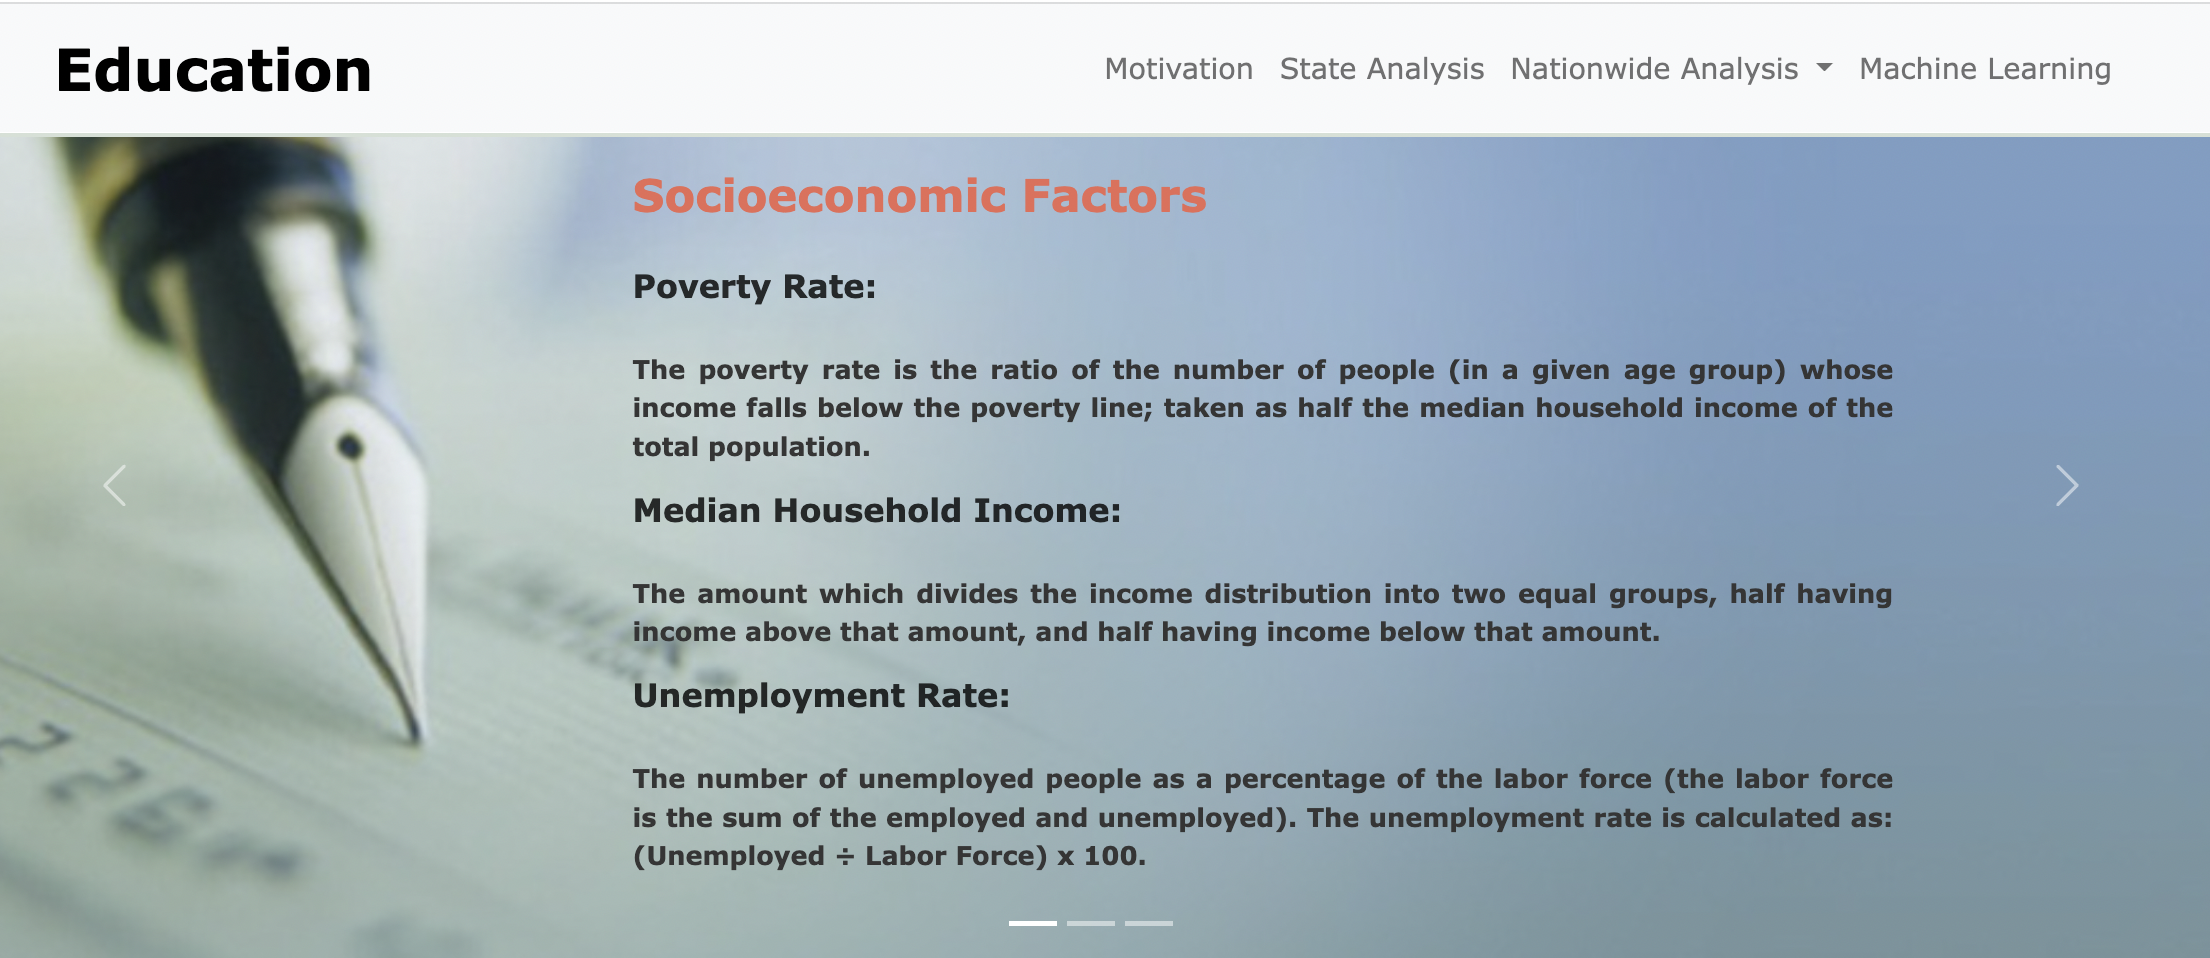 Education
Motivation State Analysis Nationwide Analysis Machine Learning
Socioeconomic Factors
Poverty Rate:
The poverty rate is the ratio of the number of people (in a given age group) whose
income falls below the poverty line; taken as half the median household income of the
total population.
Median Household Income:
The amount which divides the income distribution into two equal groups, half having
income above that amount, and half having income below that amount.
Unemployment Rate:
The number of unemployed people as a percentage of the labor force (the labor force
is the sum of the employed and unemployed). The unemployment rate is calculated as:
(Unemployed ÷ Labor Force) x 100.